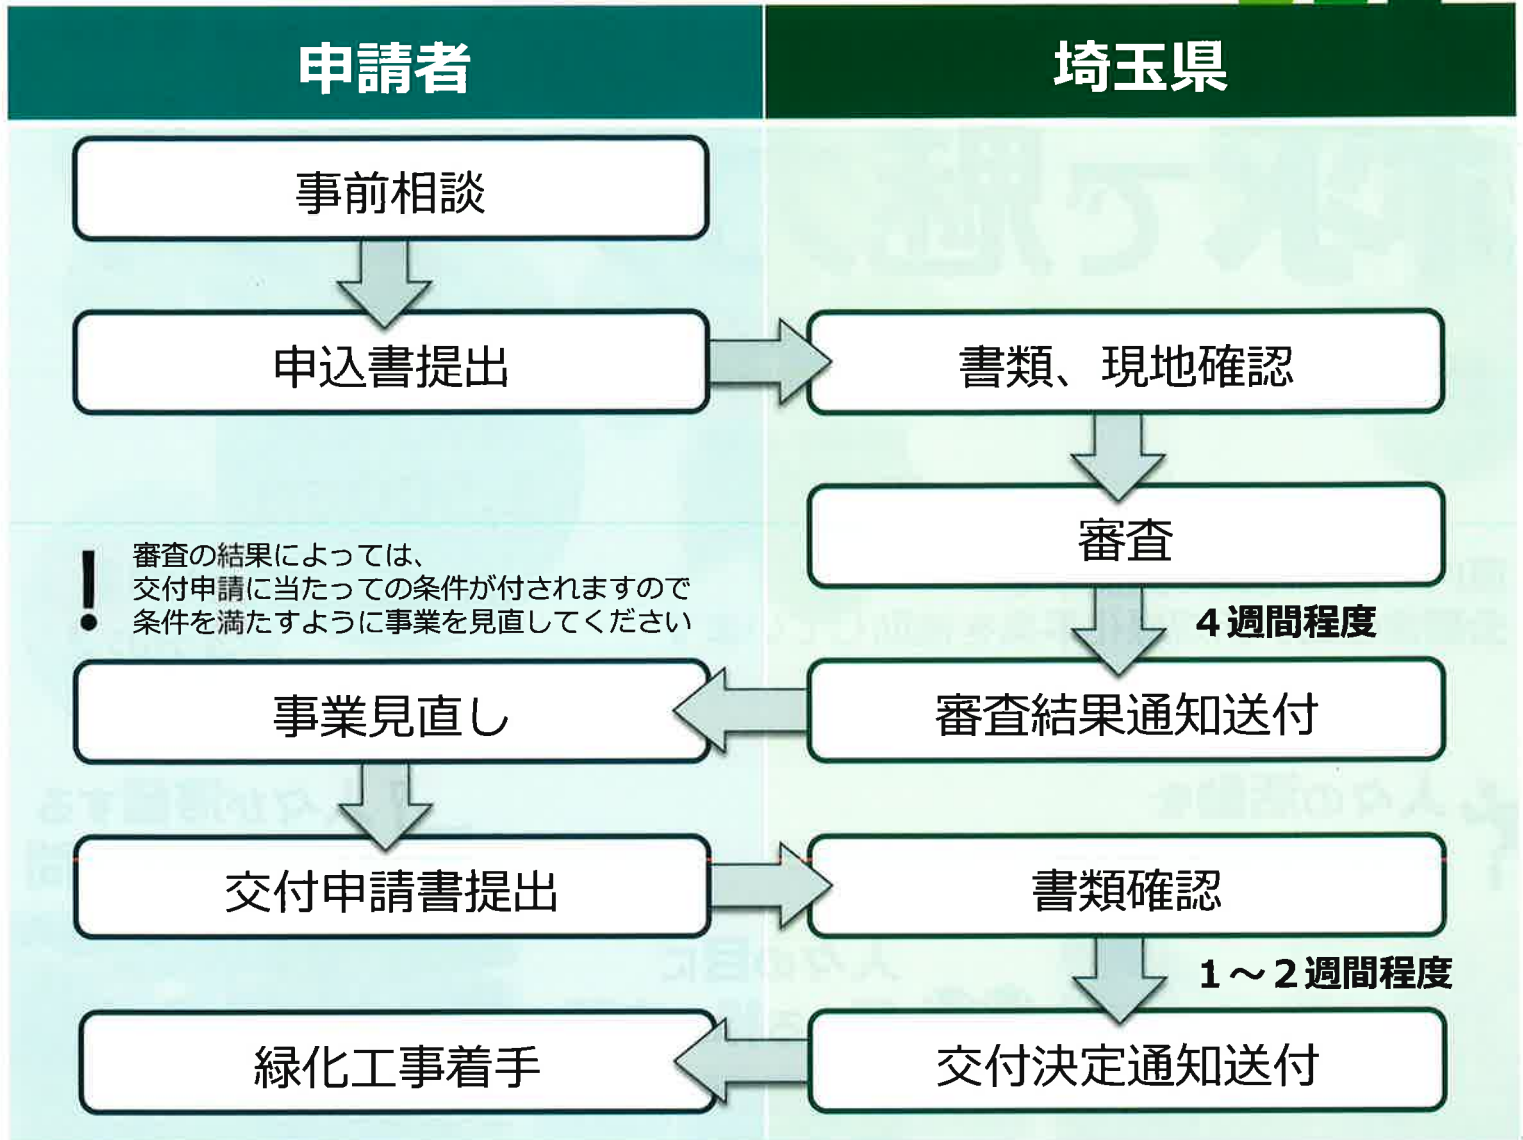 申請者
埼玉県
事前相談
申込書提出
書類、現地確認
審査
4週間程度
審査の結果によっては、
交付申請に当たっての条件が付されますので
条件を満たすように事業を見直してください
審査結果通知送付
事業見直し
交付申請書提出
書類確認
1～2週間程度
交付決定通知送付
緑化工事着手